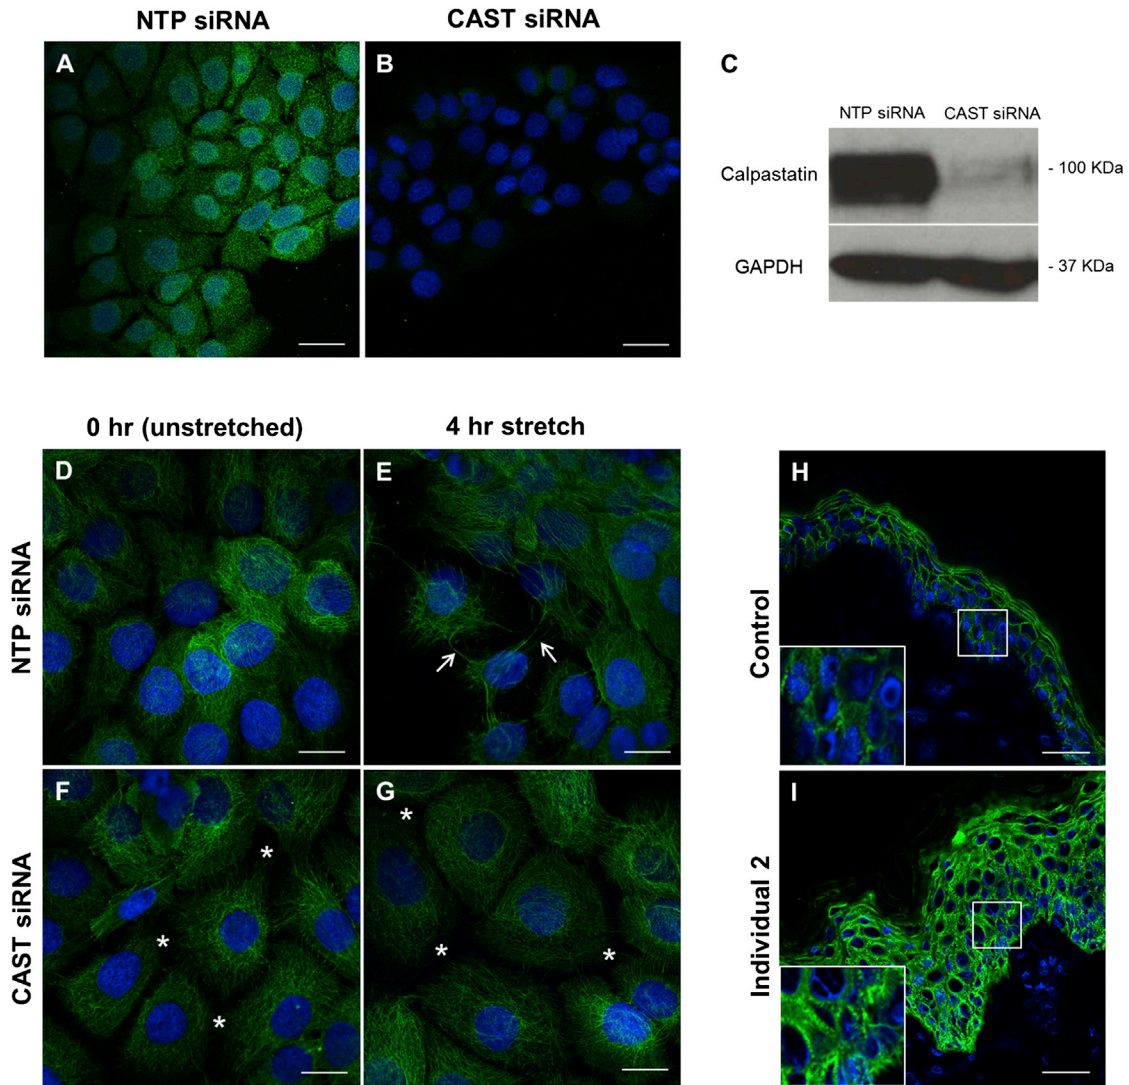 NTP siRNA
CAST siRNA
A
B
C
NTP siRNA CAST siRNA
Calpastatin
- 100 KDa
GAPDH
- 37 KDa
0 hr (unstretched)
4 hr stretch
NTP siRNA
D
E
CAST siRNA
F
*
*
*
G
*
*
*
Control
H
Individual 2
I